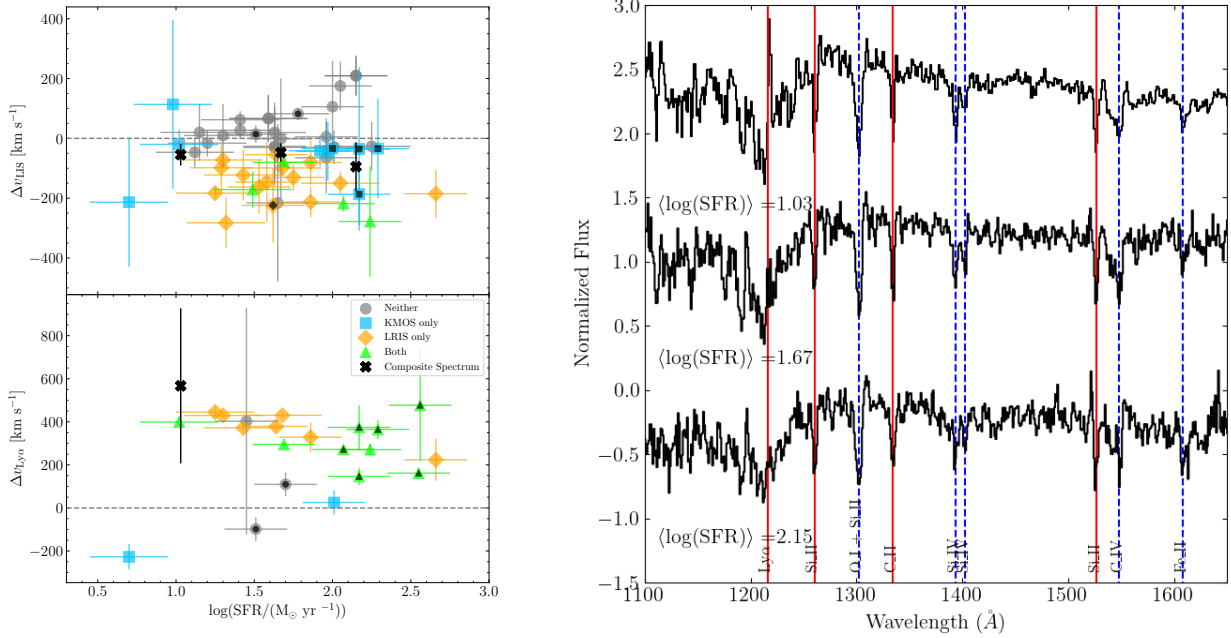 400
200
0
−200
−400
Δv_LIS [km s⁻¹]
800
600
400
200
0
−200
Δv_Lyα [km s⁻¹]
Neither
KMOS only
LRIS only
Both
Composite Spectrum
0.5 1.0 1.5 2.0 2.5 3.0
log(SFR/(M⊙ yr ⁻¹))
3.0
2.5
2.0
1.5
1.0
0.5
0.0
−0.5
−1.0
−1.5
Normalized Flux
⟨log(SFR)⟩ =1.03
⟨log(SFR)⟩ =1.67
⟨log(SFR)⟩ =2.15
Lyα
Si II
O I + Si II
C II
Si IV
Si IV
Si II
C IV
Fe II
1100 1200 1300 1400 1500 1600
Wavelength (Å)